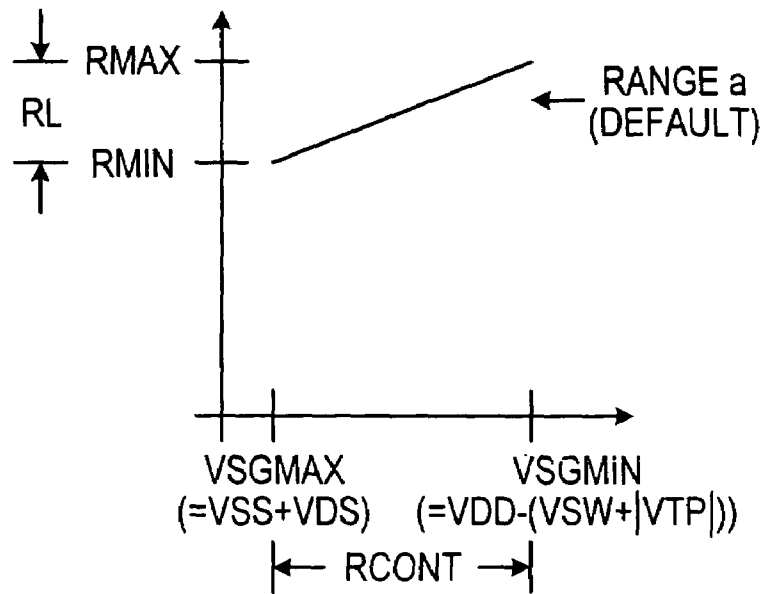 RMAX
RANGE a
(DEFAULT)
RL
RMIN
VSGMAX
(=VSS+VDS)
VSGMiN
(=VDD-(VSW+|VTP|))
RCONT